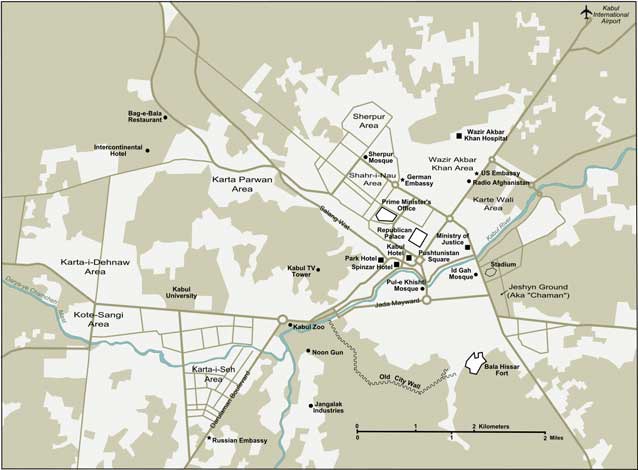 Kabul
International
Airport
Bag-e-Bala
Restaurant
Intercontinental
Hotel
Sherpur
Area
Wazir Akbar
Khan Hospital
Sherpur
Mosque
Wazir Akbar
Khan Area
Karta Parwan
Area
Shahr-i-Nau
Area
German
Embassy
US Embassy
Radio Afghanistan
Karte Wali
Area
Prime Minister's
Office
Salang Wat
Republican
Palace
Kabul River
Ministry of
Justice
Kabul
Hotel
Pushtunistan
Square
Park Hotel
Spinzar Hotel
Stadium
Id Gah
Mosque
Karta-i-Dehnaw
Area
Kabul TV
Tower
Pul-e Khishti
Mosque
Jeshyn Ground
(Aka "Chaman")
Kabul
University
Jada Maywand
Kote-Sangi
Area
Kabul Zoo
Noon Gun
Old City Wall
Bala Hissar
Fort
Karta-i-Seh
Area
Darulaman Boulevard
Jangalak
Industries
Russian Embassy
0 1 2 Kilometers
0 1 2 Miles